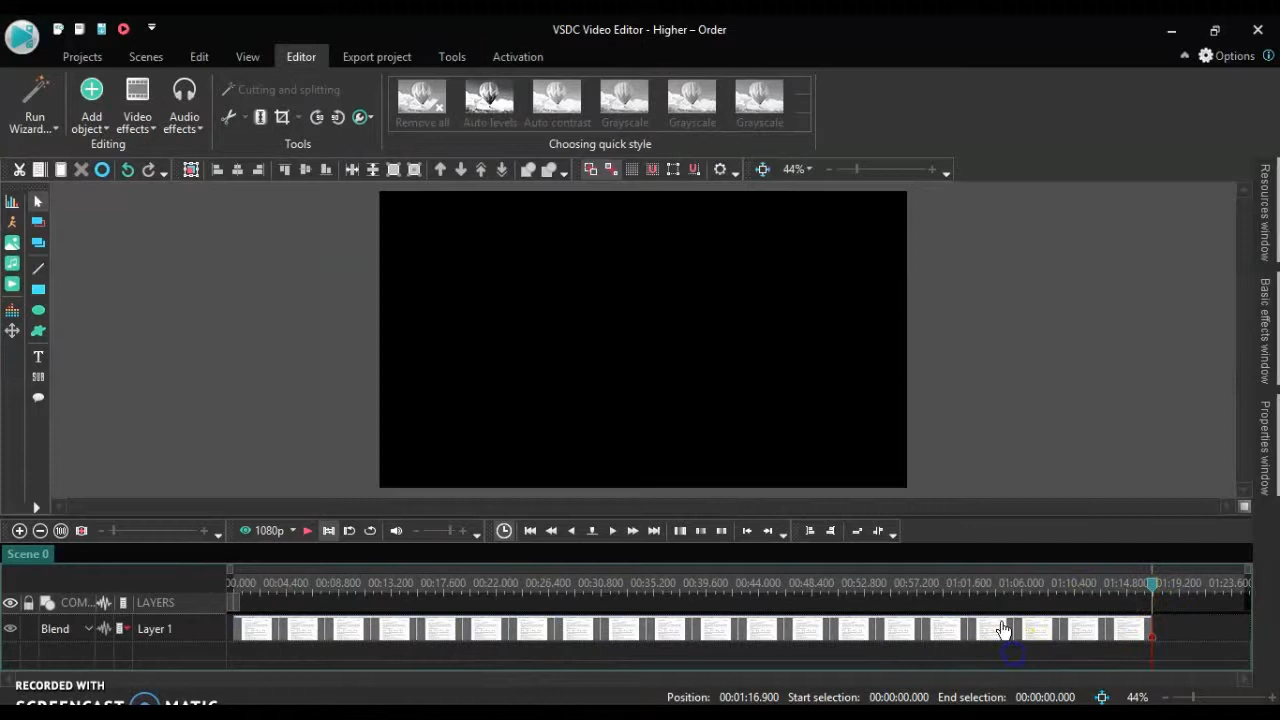 VSDC Video Editor - Higher – Order
Projects Scenes Edit View Editor Export project Tools Activation Options
Run Wizard...
Add object
Video effects
Audio effects
Editing
Cutting and splitting
Tools
Remove all Auto levels Auto contrast Grayscale Grayscale Grayscale
Choosing quick style
44%
Resources window
Basic effects window
Properties window
T
SUB
1080p
Scene 0
0.000 00:04.400 00:08.800 00:13.200 00:17.600 00:22.000 00:26.400 00:30.800 00:35.200 00:39.600 00:44.000 00:48.400 00:52.800 00:57.200 01:01.600 01:06.000 01:10.400 01:14.800 01:19.200 01:23.600
COM... LAYERS
Blend Layer 1
RECORDED WITH
SCREENCAST MATIC
Position: 00:01:16.900 Start selection: 00:00:00.000 End selection: 00:00:00.000 44%